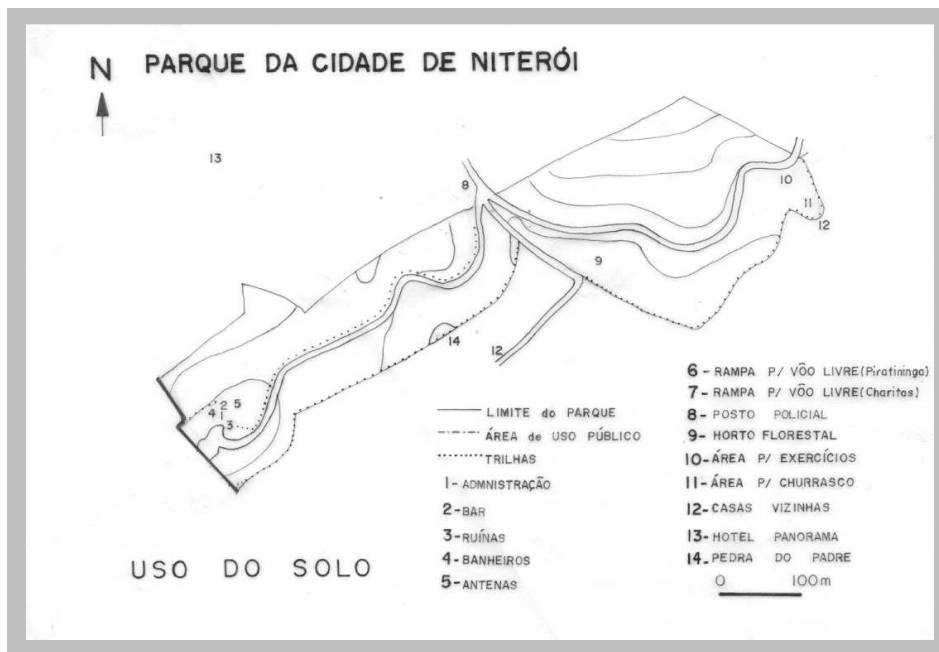 N PARQUE DA CIDADE DE NITERÓI
13
8
10
11
12
9
14
12
5
2
4
1
3
LIMITE do PARQUE
ÁREA de USO PÚBLICO
TRILHAS
1-ADMNISTRAÇÃO
2-BAR
3-RUÍNAS
4-BANHEIROS
5-ANTENAS
6-RAMPA P/ VÔO LIVRE(Piratininga)
7-RAMPA P/ VÔO LIVRE(Charitas)
8-POSTO POLICIAL
9-HORTO FLORESTAL
10-ÁREA P/ EXERCÍCIOS
11-ÁREA P/ CHURRASCO
12-CASAS VIZINHAS
13-HOTEL PANORAMA
14-PEDRA DO PADRE
0 100m
USO DO SOLO